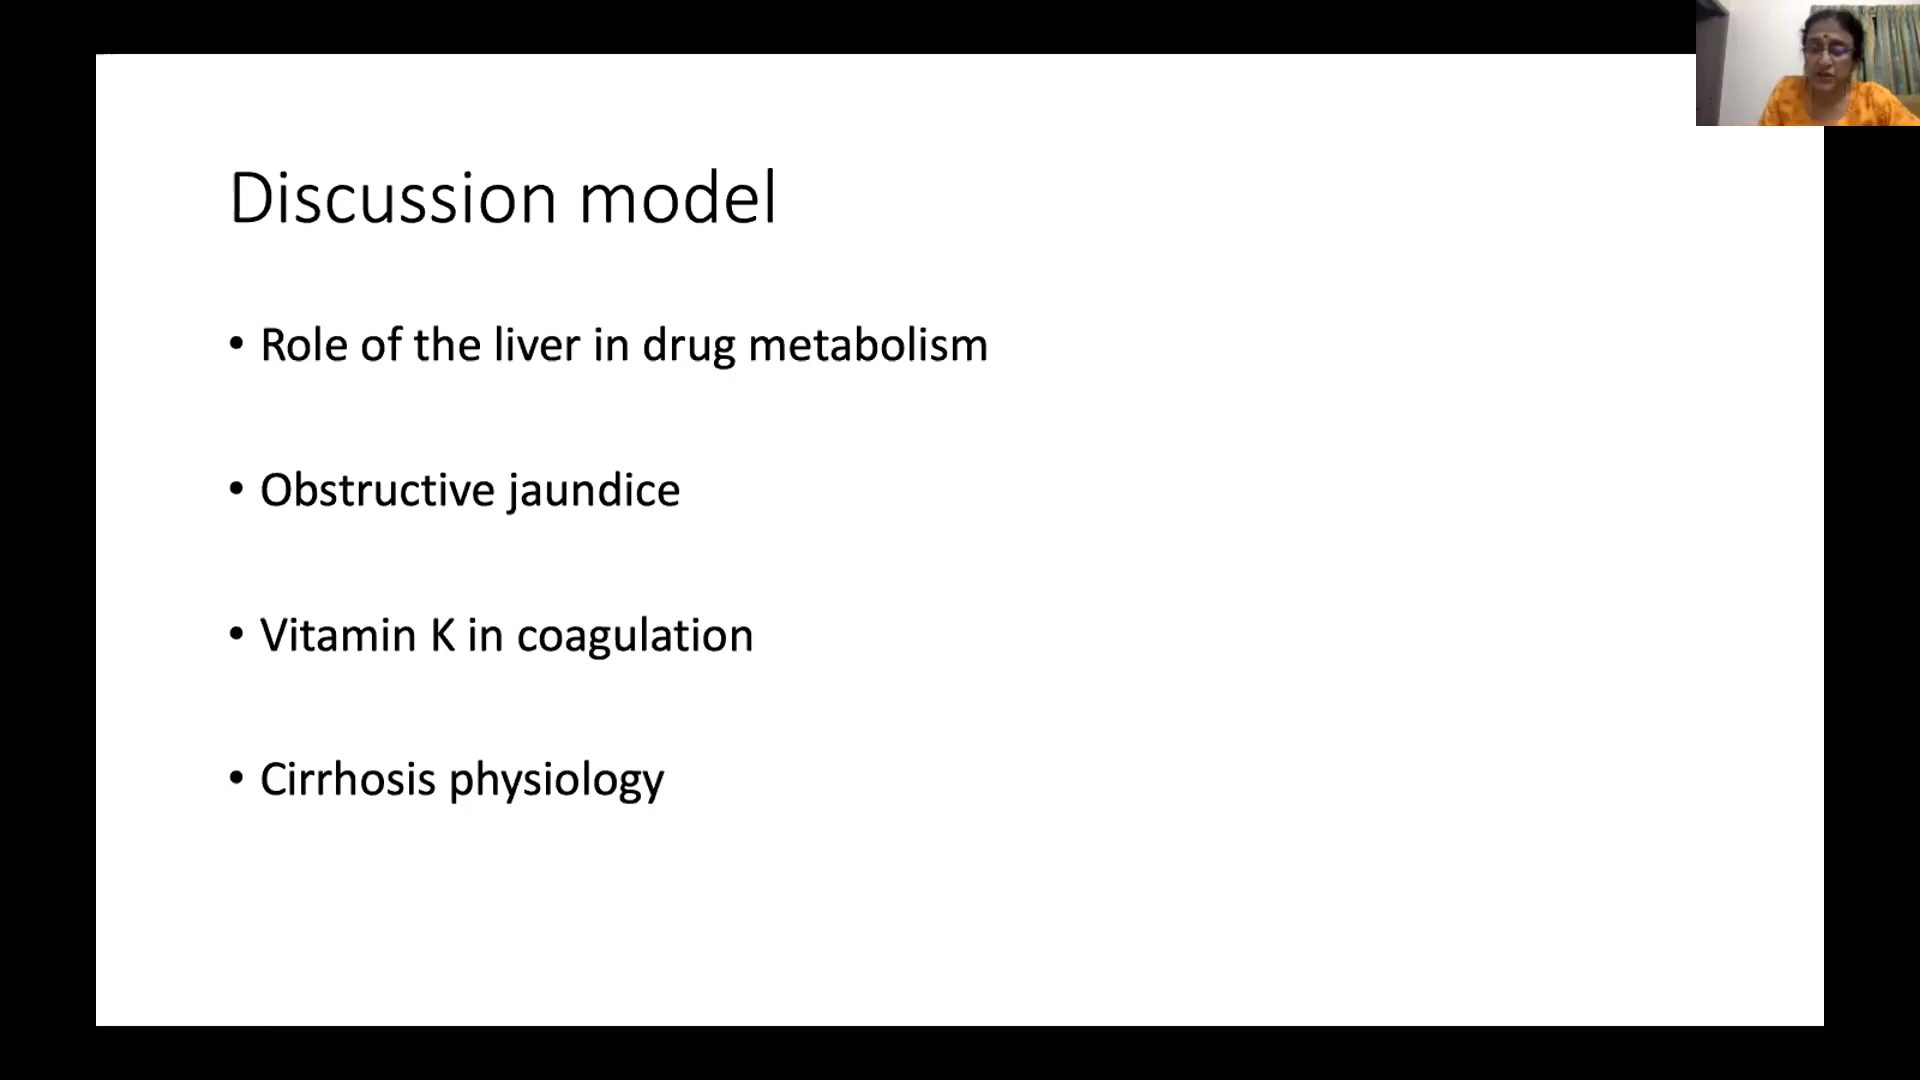 Discussion model
• Role of the liver in drug metabolism
• Obstructive jaundice
• Vitamin K in coagulation
• Cirrhosis physiology